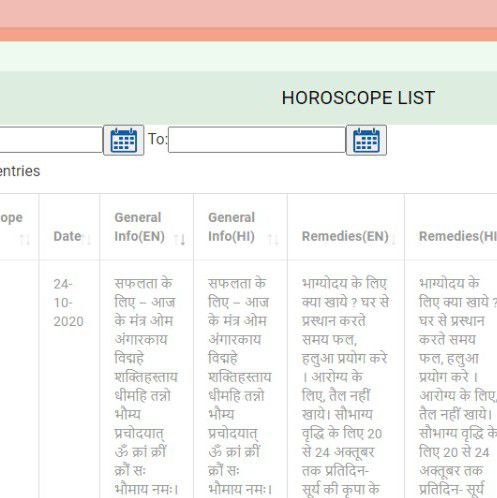 HOROSCOPE LIST
To:
entries
ope
Date
General
Info(EN)
General
Info(HI)
Remedies(EN)
Remedies(HI
24-
10-
2020
सफलता के
लिए – आज
के मंत्र ओम
अंगारकाय
विद्महे
शक्तिहस्ताय
धीमहि तन्नो
भौम्य
प्रचोदयात्
ॐ क्रां क्रीं
क्रौं सः
भौमाय नमः।
सफलता के
लिए – आज
के मंत्र ओम
अंगारकाय
विद्महे
शक्तिहस्ताय
धीमहि तन्नो
भौम्य
प्रचोदयात्
ॐ क्रां क्रीं
क्रौं सः
भौमाय नमः।
भाग्योदय के लिए
क्या खाये ? घर से
प्रस्थान करते
समय फल,
हलुआ प्रयोग करे
। आरोग्य के
लिए, तैल नहीं
खाये। सौभाग्य
वृद्धि के लिए 20
से 24 अक्तूबर
तक प्रतिदिन-
सूर्य की कृपा के
भाग्योदय के
लिए क्या खाये ?
घर से प्रस्थान
करते समय
फल, हलुआ
प्रयोग करे ।
आरोग्य के लिए,
तैल नहीं खाये।
सौभाग्य वृद्धि के
लिए 20 से 24
अक्तूबर तक
प्रतिदिन- सूर्य